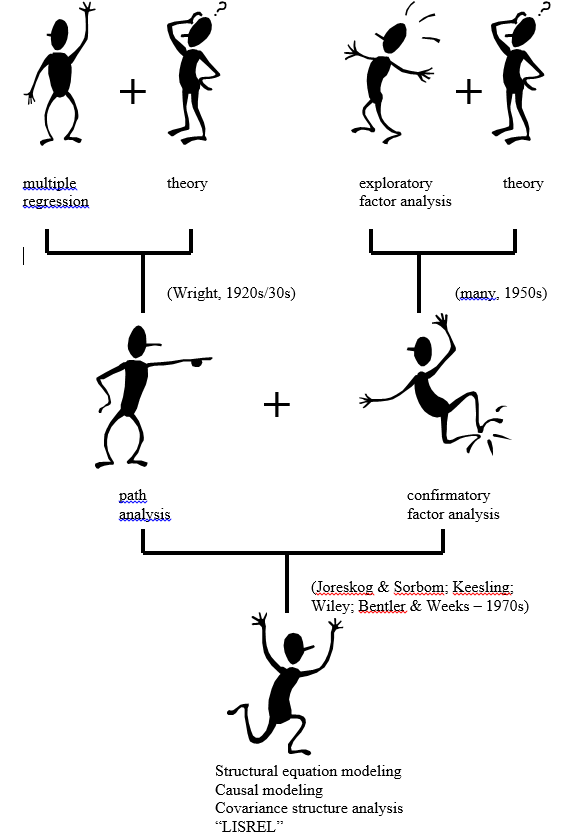 ?
?
+
+
multiple
regression
theory
exploratory
factor analysis
theory
(Wright, 1920s/30s)
(many, 1950s)
+
path
analysis
confirmatory
factor analysis
(Joreskog & Sorbom; Keesling;
Wiley; Bentler & Weeks – 1970s)
Structural equation modeling
Causal modeling
Covariance structure analysis
“LISREL”